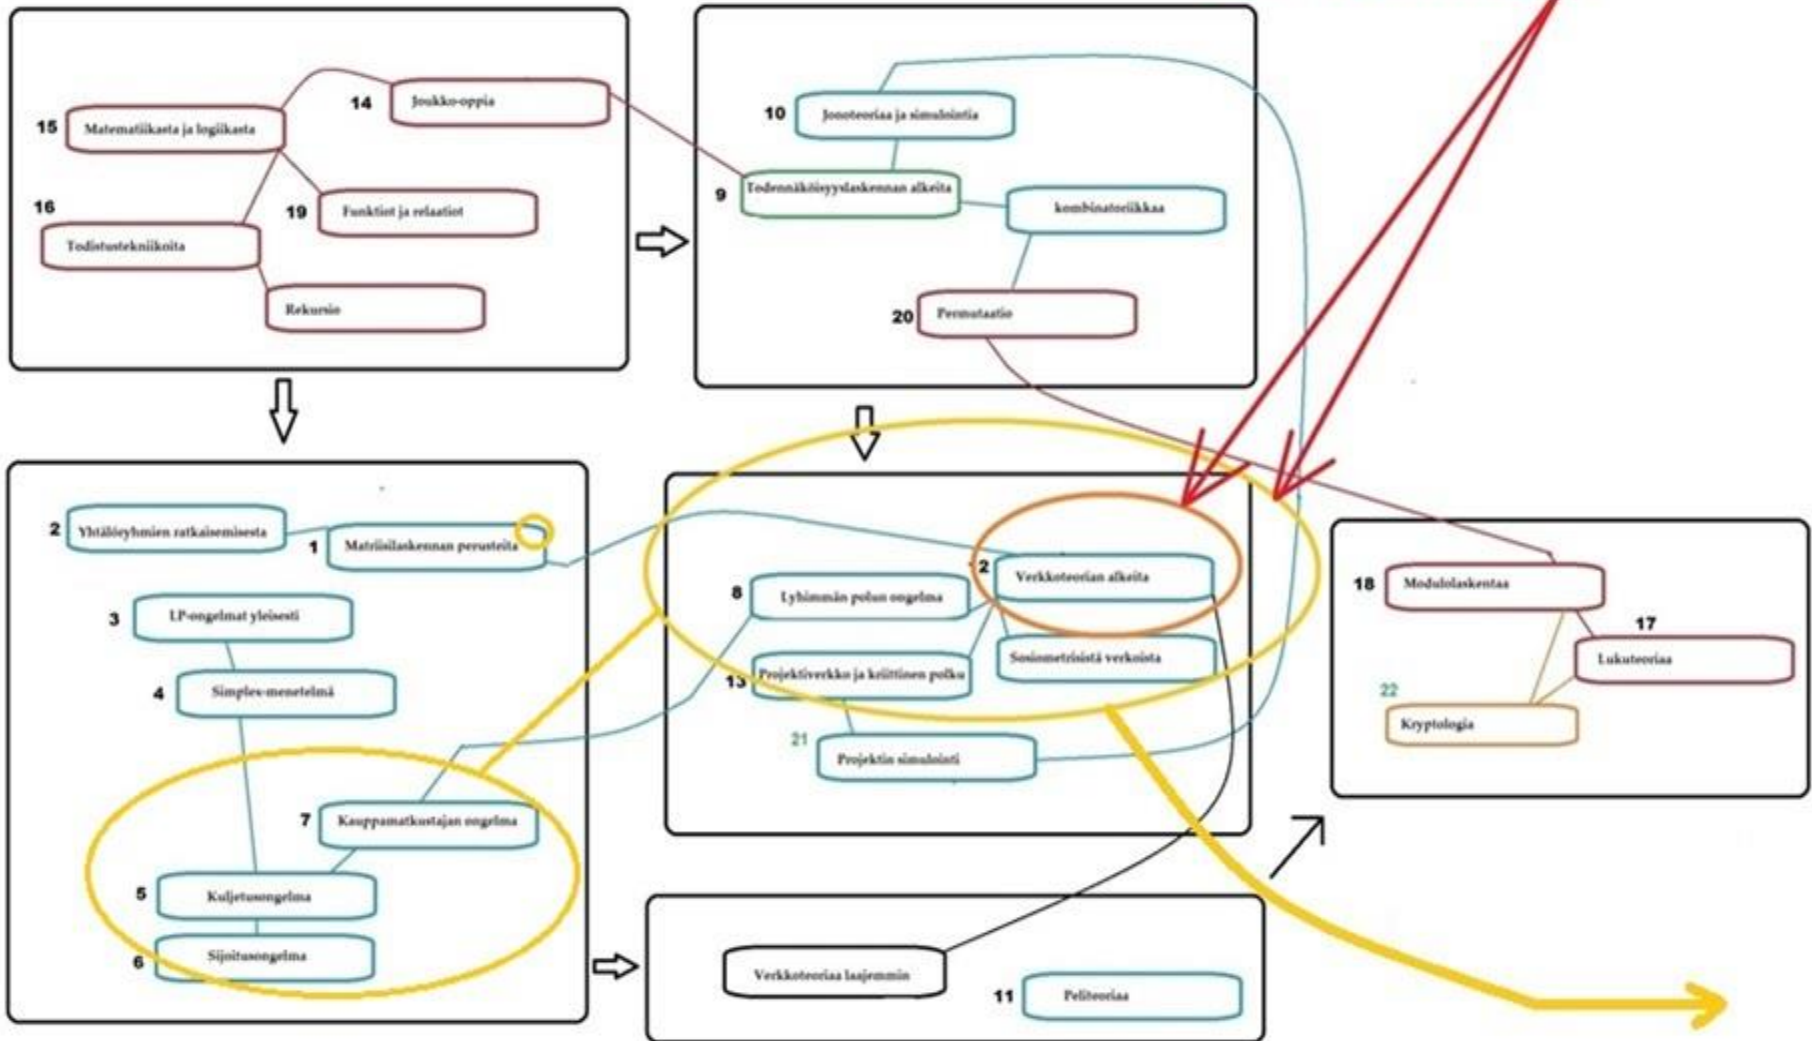 14
Joukko-oppia
15
Matematiikasta ja logiikasta
16
Todistustekniikoita
19
Funktiot ja relaatiot
Rekursio
10
Jonoteoriaa ja simulointia
9
Todennäköisyyslaskennan alkeita
kombinatoriikkaa
20
Permutaatio
2
Yhtälöryhmien ratkaisemisesta
1
Matriisilaskennan perusteita
3
LP-ongelmat yleisesti
4
Simplex-menetelmä
7
Kauppamatkustajan ongelma
5
Kuljetusongelma
6
Sijoitusongelma
2
Verkkoteorian alkeita
8
Lyhimmän polun ongelma
Sosiometrisistä verkoista
13
Projektiverkko ja kriittinen polku
21
Projektin simulointi
18
Modulolaskentaa
17
Lukuteoriaa
22
Kryptologia
Verkkoteoriaa laajemmin
11
Peliteoriaa